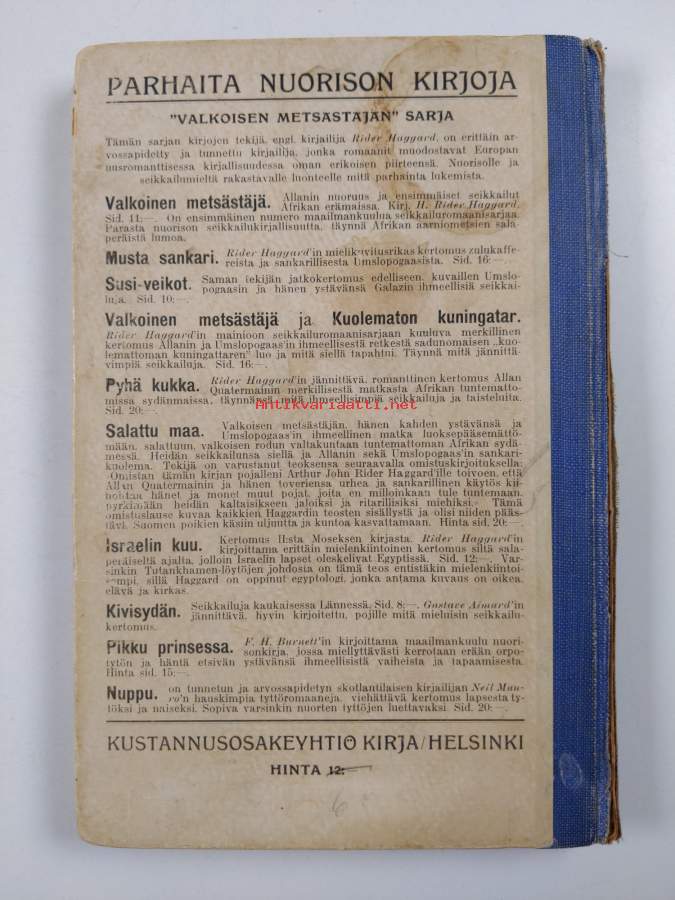 PARHAITA NUORISON KIRJOJA
"VALKOISEN METSÄSTÄJÄN" SARJA
Tämän sarjan kirjojen tekijä, engl. kirjailija Rider Haggard, on erittäin ar-
vossapidetty ja tunnettu kirjailija, jonka romaanit muodostavat Europan
uusromanttisessa kirjallisuudessa oman erikoisen piirteensä. Nuorisolle ja
seikkailumieltä rakastavalle luonteelle mitä parhainta lukemista.
Valkoinen metsästäjä. Allanin nuoruus ja ensimmäiset seikkailut
Afrikan erämaissa. Kirj. H. Rider Haggard.
Sid. 11:—. On ensimmäinen numero maailmankuulua seikkailuromaanisarjaa.
Parasta nuorison seikkailukirjallisuutta, täynnä Afrikan aarniometsien sala-
peräistä lumoa.
Musta sankari. Rider Haggard'in mielikuvitusrikas kertomus zulukaffe-
reista ja sankarillisesta Umslopogaasista. Sid. 16:—.
Susi-veikot. Saman tekijän jatkokertomus edelliseen, kuvaillen Umslo-
pogaasin ja hänen ystävänsä Galazin ihmeellisiä seikkai-
luja. Sid. 10:—.
Valkoinen metsästäjä ja Kuolematon kuningatar.
Rider Haggard'in mainioon seikkailuromaanisarjaan kuuluva merkillinen
kertomus Allanin ja Umslopogaas'in ihmeellisestä retkestä sadunomaisen „kuo-
lemattoman kuningattaren" luo ja mitä siellä tapahtui. Täynnä mitä jännittä-
vimpiä seikkailuja. Sid. 16:—.
Pyhä kukka. Rider Haggard'in jännittävä, romanttinen kertomus Allan
Quatermainin merkillisestä matkasta Afrikan tuntematto-
missa sydänmaissa, täynnänsä mitä ihmeellisimpiä seikkailuja ja taisteluita.
Sid. 20:—.
Antikvariaatti.net
Salattu maa. Valkoisen metsästäjän, hänen kahden ystävänsä ja
Umslopogaas'in ihmeellinen matka luoksepääsemättö-
mään, salattuun, valkoisen rodun valtakuntaan tuntemattoman Afrikan sydä-
messä. Heidän seikkailunsa siellä ja Allanin sekä Umslopogaas'in sankari-
kuolema. Tekijä on varustanut teoksensa seuraavalla omistuskirjoituksella:
„Omistan tämän kirjan pojalleni Arthur John Rider Haggard'ille toivoen, että
Allan Quatermainin ja hänen toveriensa urhea ja sankarillinen käytös kii-
hoittaa hänet ja monet muut pojat, joita en milloinkaan tule tuntemaan,
pyrkimään heidän kaltaisikseen jaloiksi ja ritarillisiksi miehiksi." Tämä
omistuslause kuvaa kaikkien Haggardin teosten sisällystä ja olisi niden pääs-
tävä Suomen poikien käsiin uljuutta ja kuntoa kasvattamaan. Hinta sid. 20:—.
Israelin kuu. Kertomus II:sta Moseksen kirjasta. Rider Haggard'in
kirjoittama erittäin mielenkiintoinen kertomus siltä sala-
peräiseltä ajalta, jolloin Israelin lapset oleskelivat Egyptissä. Sid. 12:—. Var-
sinkin Tutankhamen-löytöjen johdosta on tämä teos entistäkin mielenkiintoi-
sempi, sillä Haggard on oppinut egyptologi, jonka antama kuvaus on oikea,
elävä ja kirkas.
Kivisydän. Seikkailuja kaukaisessa Lännessä. Sid. 8:—. Gustave Aimard'in
jännittävä, hyvin kirjoitettu, pojille mitä mieluisin seikkailu-
kertomus.
Pikku prinsessa. F. H. Burnett'in kirjoittama maailmankuulu nuori-
sonkirja, jossa miellyttävästi kerrotaan erään orpo-
tytön ja häntä etsivän ystävänsä ihmeellisistä vaiheista ja tapaamisesta.
Hinta sid. 15:—.
Nuppu. on tunnetun ja arvossapidetyn skotlantilaisen kirjailijan Neil Mun-
ro'n hauskimpia tyttöromaaneja, viehättävä kertomus lapsesta ty-
töksi ja naiseksi. Sopiva varsinkin nuorten tyttöjen luettavaksi. Sid. 20:—.
KUSTANNUSOSAKEYHTIÖ KIRJA/HELSINKI
HINTA 12:—
6